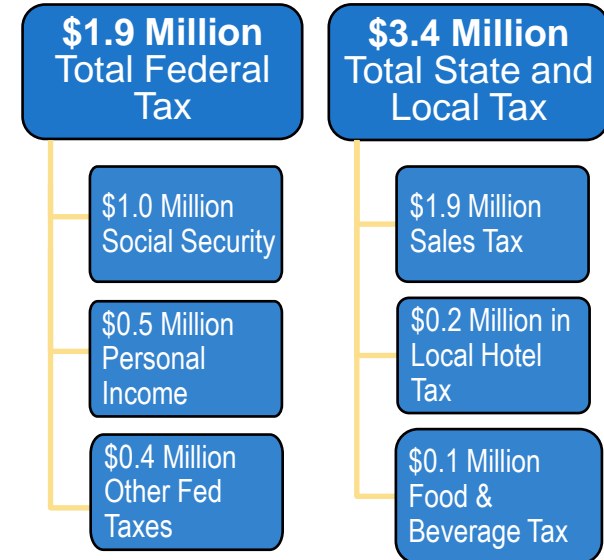 $1.9 Million
Total Federal
Tax
$1.0 Million
Social Security
$0.5 Million
Personal
Income
$0.4 Million
Other Fed
Taxes
$3.4 Million
Total State and
Local Tax
$1.9 Million
Sales Tax
$0.2 Million in
Local Hotel
Tax
$0.1 Million
Food &
Beverage Tax